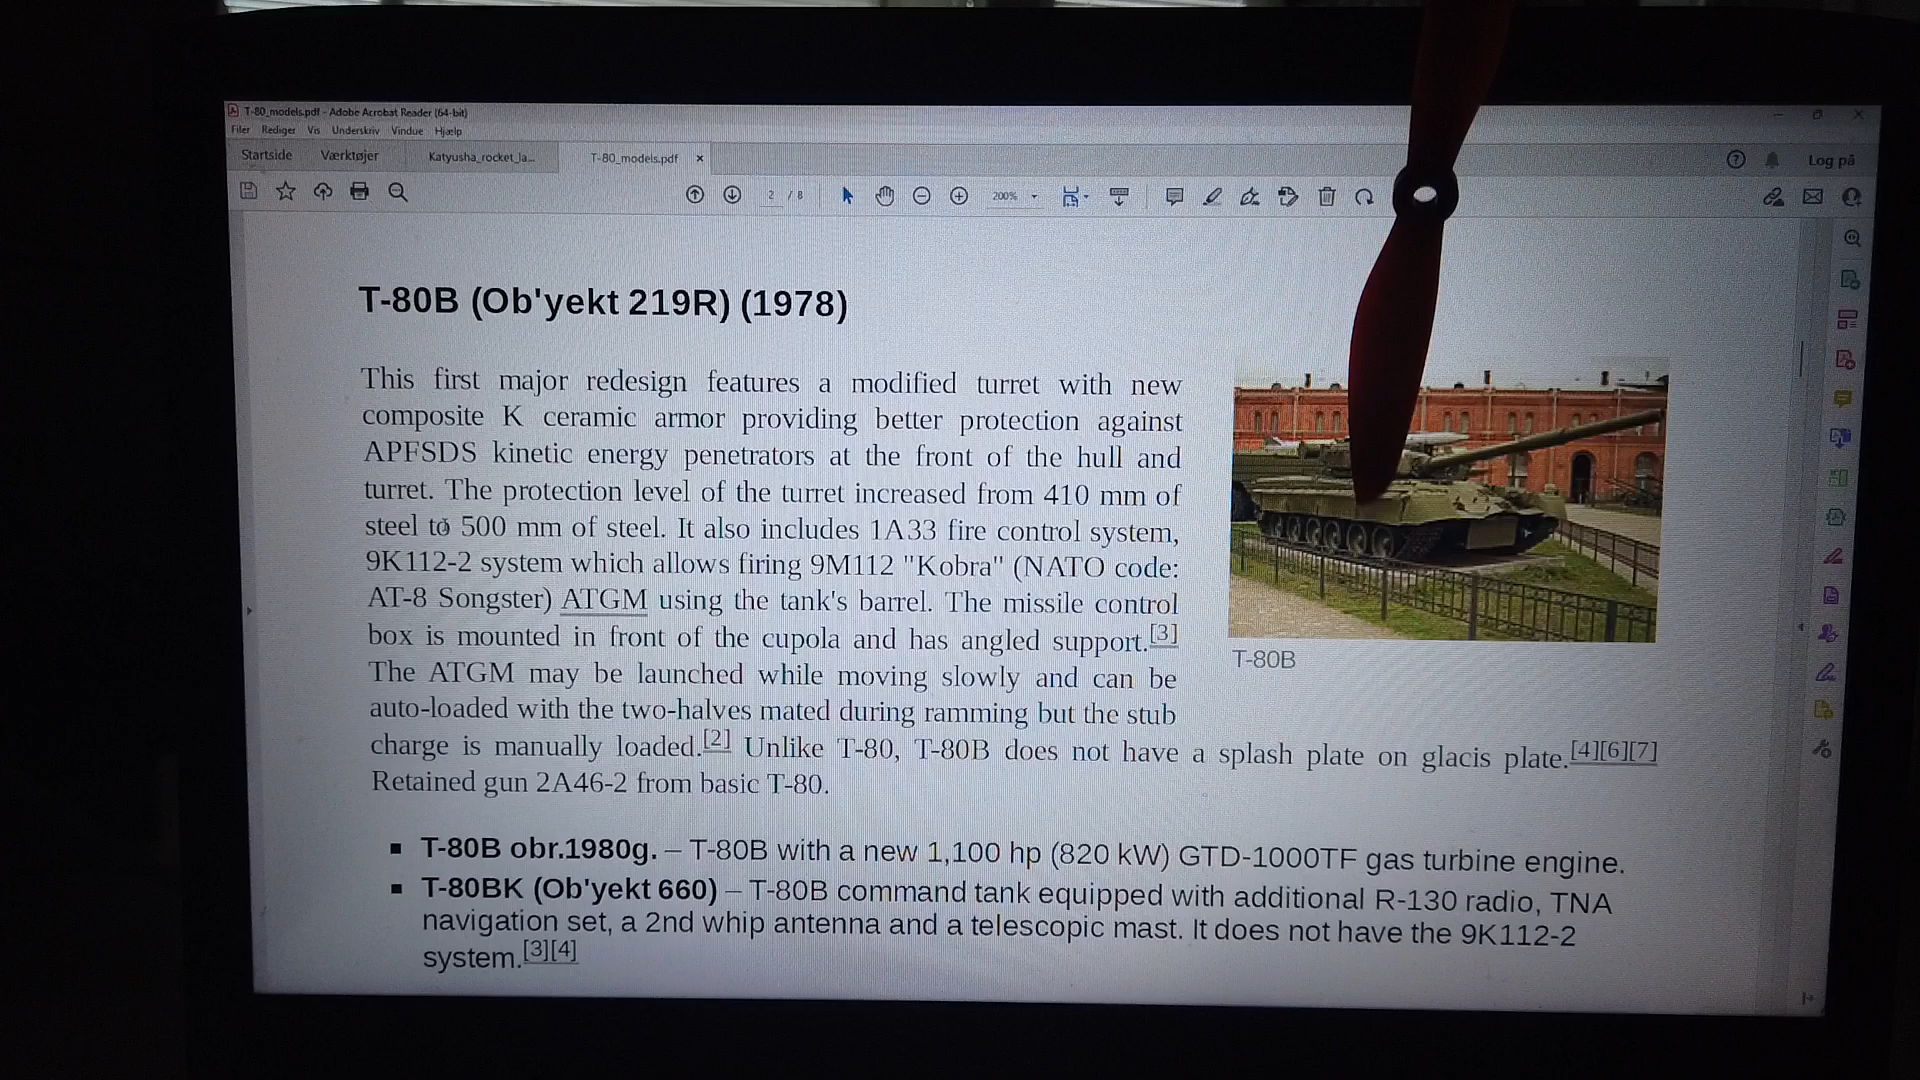 T-80_models.pdf - Adobe Acrobat Reader (64-bit)
Filer Rediger Vis Underskriv Vindue Hjælp
Startside Værktøjer Katyusha_rocket_la... T-80_models.pdf × Log på
2 / 8 200%
T-80B (Ob'yekt 219R) (1978)
This first major redesign features a modified turret with new
composite K ceramic armor providing better protection against
APFSDS kinetic energy penetrators at the front of the hull and
turret. The protection level of the turret increased from 410 mm of
steel to 500 mm of steel. It also includes 1A33 fire control system,
9K112-2 system which allows firing 9M112 "Kobra" (NATO code:
AT-8 Songster) ATGM using the tank's barrel. The missile control
box is mounted in front of the cupola and has angled support.[3]
The ATGM may be launched while moving slowly and can be
auto-loaded with the two-halves mated during ramming but the stub
charge is manually loaded.[2] Unlike T-80, T-80B does not have a splash plate on glacis plate.[4][6][7]
Retained gun 2A46-2 from basic T-80.
T-80B
▪ T-80B obr.1980g. – T-80B with a new 1,100 hp (820 kW) GTD-1000TF gas turbine engine.
▪ T-80BK (Ob'yekt 660) – T-80B command tank equipped with additional R-130 radio, TNA
navigation set, a 2nd whip antenna and a telescopic mast. It does not have the 9K112-2
system.[3][4]